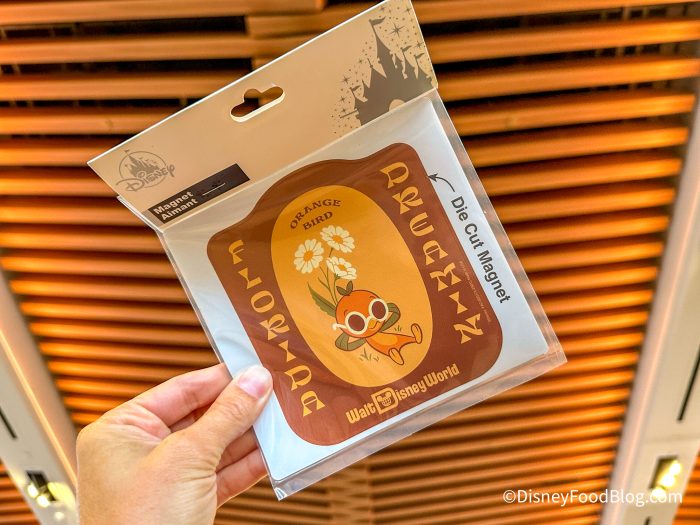 Disney
Magnet
Aimant
Die Cut Magnet
ORANGE
BIRD
FLORIDA
DREAMIN
Walt Disney World
©DisneyFoodBlog.com